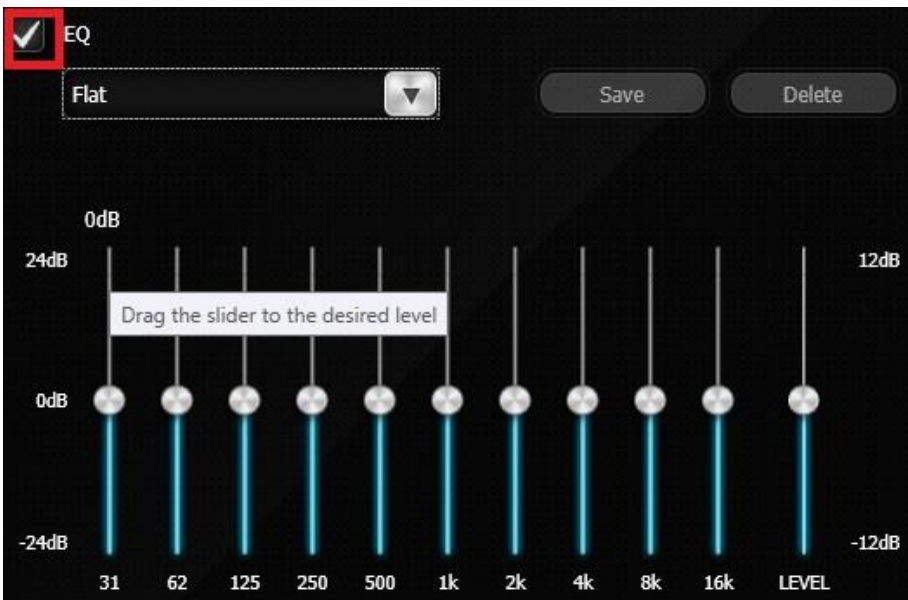 EQ
Flat
Save Delete
0dB
24dB 12dB
Drag the slider to the desired level
0dB
-24dB -12dB
31 62 125 250 500 1k 2k 4k 8k 16k LEVEL